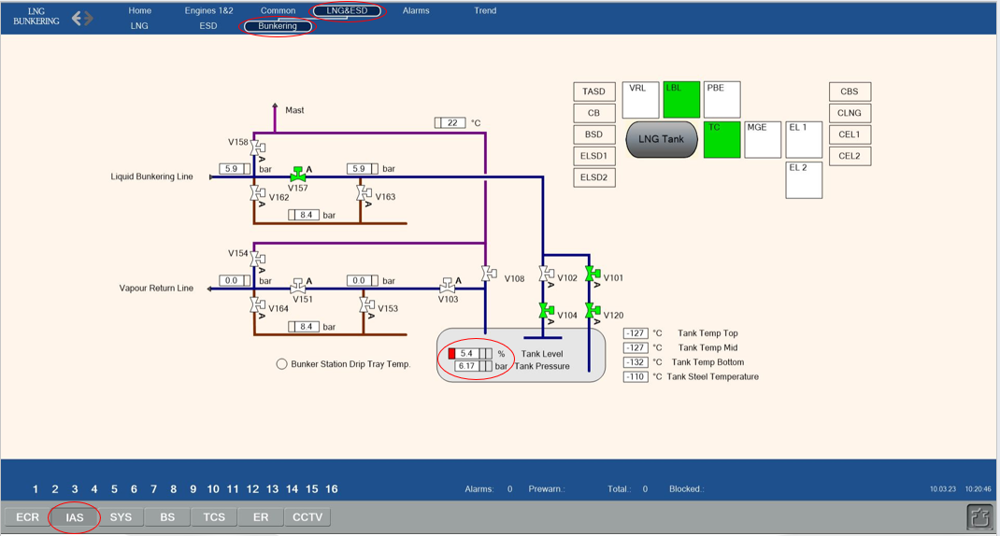 LNG BUNKERING Home Engines 1&2 Common LNG&ESD Alarms Trend
LNG ESD Bunkering
TASD
CB
BSD
ELSD1
ELSD2
VRL LBL PBE
LNG Tank
TC MGE EL 1
EL 2
CBS
CLNG
CEL1
CEL2
Mast
22 °C
V158
A
5.9 bar
A
5.9 bar
Liquid Bunkering Line
V157
V162
A
V163
A
8.4 bar
V154
A
0.0 bar
A
0.0 bar
A
Vapour Return Line
V151
V103
V164
A
V153
A
8.4 bar
V108
V102
A
V101
A
V104
A
V120
A
5.4 % Tank Level
6.17 bar Tank Pressure
-127 °C Tank Temp Top
-127 °C Tank Temp Mid
-132 °C Tank Temp Bottom
-110 °C Tank Steel Temperature
Bunker Station Drip Tray Temp.
1 2 3 4 5 6 7 8 9 10 11 12 13 14 15 16
Alarms: 0 Prewarn.: Total.: 0 Blocked.:
10.03.23 10:20:46
ECR IAS SYS BS TCS ER CCTV